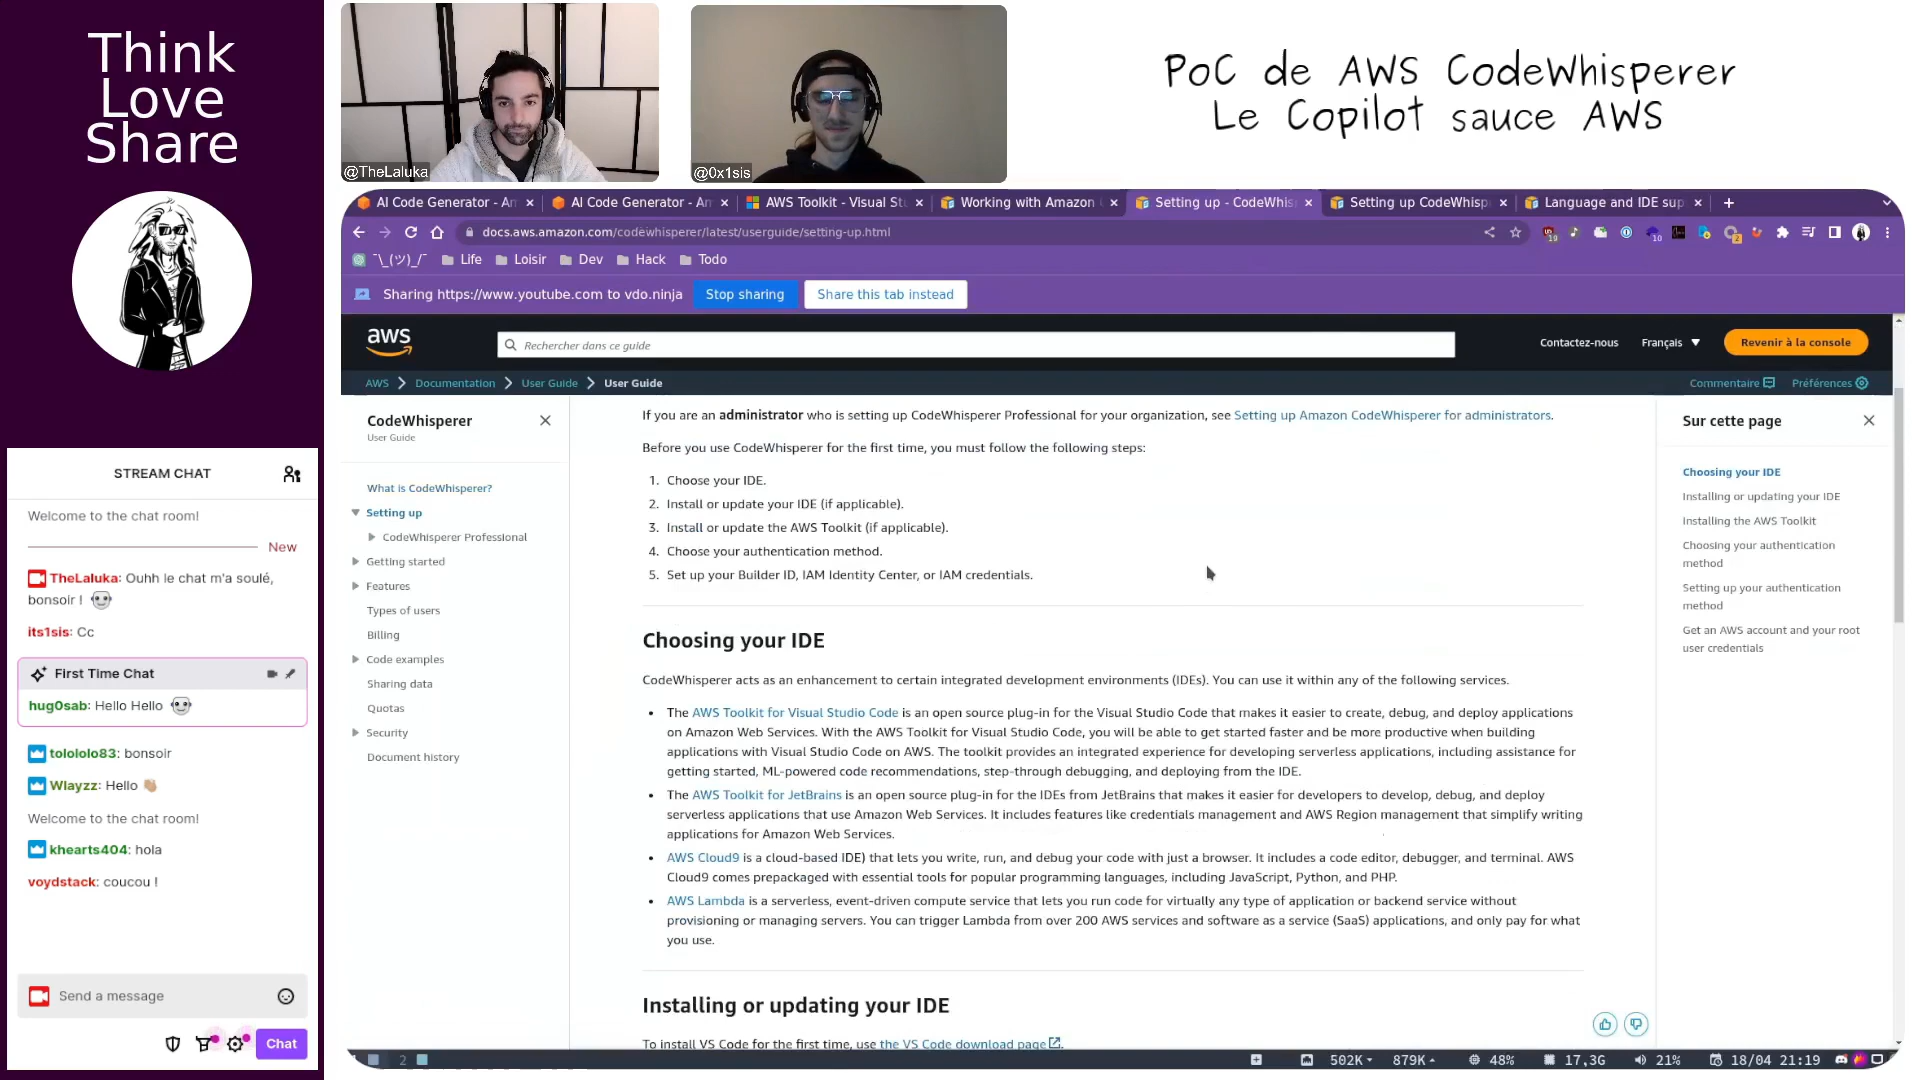 Think
Love
Share
@TheLaluka
@0x1sis
PoC de AWS CodeWhisperer
Le Copilot sauce AWS
AI Code Generator - Am
AI Code Generator - Am
AWS Toolkit - Visual Stu
Working with Amazon
Setting up - CodeWhis
Setting up CodeWhisp
Language and IDE sup
docs.aws.amazon.com/codewhisperer/latest/userguide/setting-up.html
¯\_(ツ)_/¯
Life
Loisir
Dev
Hack
Todo
Sharing https://www.youtube.com to vdo.ninja
Stop sharing
Share this tab instead
aws
Rechercher dans ce guide
Contactez-nous
Français
Revenir à la console
AWS
Documentation
User Guide
User Guide
Commentaire
Préférences
CodeWhisperer
User Guide
What is CodeWhisperer?
Setting up
CodeWhisperer Professional
Getting started
Features
Types of users
Billing
Code examples
Sharing data
Quotas
Security
Document history
If you are an administrator who is setting up CodeWhisperer Professional for your organization, see Setting up Amazon CodeWhisperer for administrators.
Before you use CodeWhisperer for the first time, you must follow the following steps:
1. Choose your IDE.
2. Install or update your IDE (if applicable).
3. Install or update the AWS Toolkit (if applicable).
4. Choose your authentication method.
5. Set up your Builder ID, IAM Identity Center, or IAM credentials.
Choosing your IDE
CodeWhisperer acts as an enhancement to certain integrated development environments (IDEs). You can use it within any of the following services.
• The AWS Toolkit for Visual Studio Code is an open source plug-in for the Visual Studio Code that makes it easier to create, debug, and deploy applications
on Amazon Web Services. With the AWS Toolkit for Visual Studio Code, you will be able to get started faster and be more productive when building
applications with Visual Studio Code on AWS. The toolkit provides an integrated experience for developing serverless applications, including assistance for
getting started, ML-powered code recommendations, step-through debugging, and deploying from the IDE.
• The AWS Toolkit for JetBrains is an open source plug-in for the IDEs from JetBrains that makes it easier for developers to develop, debug, and deploy
serverless applications that use Amazon Web Services. It includes features like credentials management and AWS Region management that simplify writing
applications for Amazon Web Services.
• AWS Cloud9 is a cloud-based IDE) that lets you write, run, and debug your code with just a browser. It includes a code editor, debugger, and terminal. AWS
Cloud9 comes prepackaged with essential tools for popular programming languages, including JavaScript, Python, and PHP.
• AWS Lambda is a serverless, event-driven compute service that lets you run code for virtually any type of application or backend service without
provisioning or managing servers. You can trigger Lambda from over 200 AWS services and software as a service (SaaS) applications, and only pay for what
you use.
Installing or updating your IDE
To install VS Code for the first time, use the VS Code download page.
Sur cette page
Choosing your IDE
Installing or updating your IDE
Installing the AWS Toolkit
Choosing your authentication
method
Setting up your authentication
method
Get an AWS account and your root
user credentials
STREAM CHAT
Welcome to the chat room!
New
TheLaluka: Ouhh le chat m'a soulé,
bonsoir !
its1sis: Cc
First Time Chat
hug0sab: Hello Hello
tolololo83: bonsoir
Wlayzz: Hello
Welcome to the chat room!
khearts404: hola
voydstack: coucou !
Send a message
Chat
2
502K
879K
48%
17,3G
21%
18/04 21:19